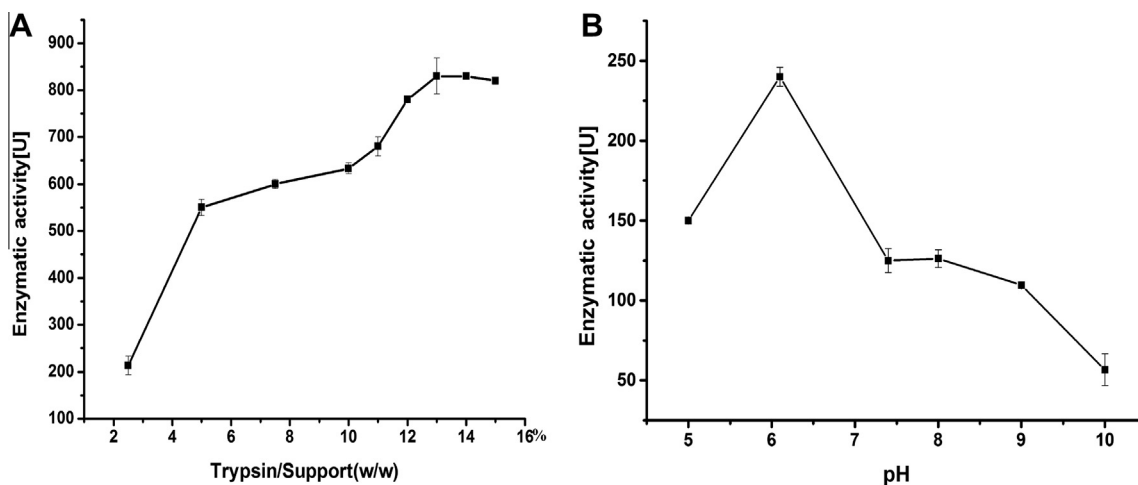 A
900
800
700
600
500
400
300
200
100
Enzymatic activity[U]
2 4 6 8 10 12 14 16%
Trypsin/Support(w/w)
B
250
200
150
100
50
Enzymatic activity[U]
5 6 7 8 9 10
pH